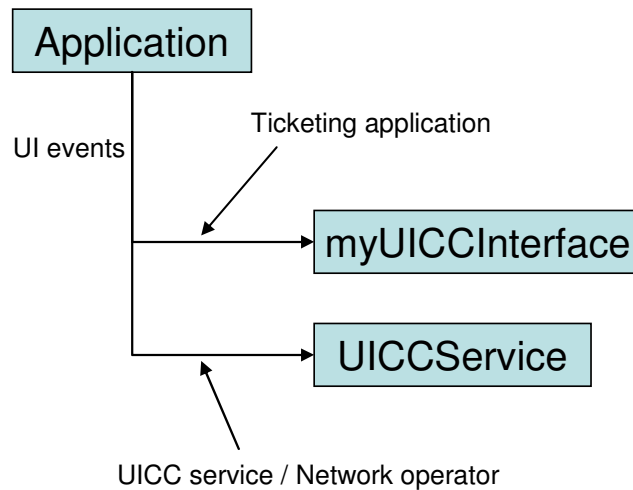 Application
Ticketing application
UI events
myUICCInterface
UICCService
UICC service / Network operator